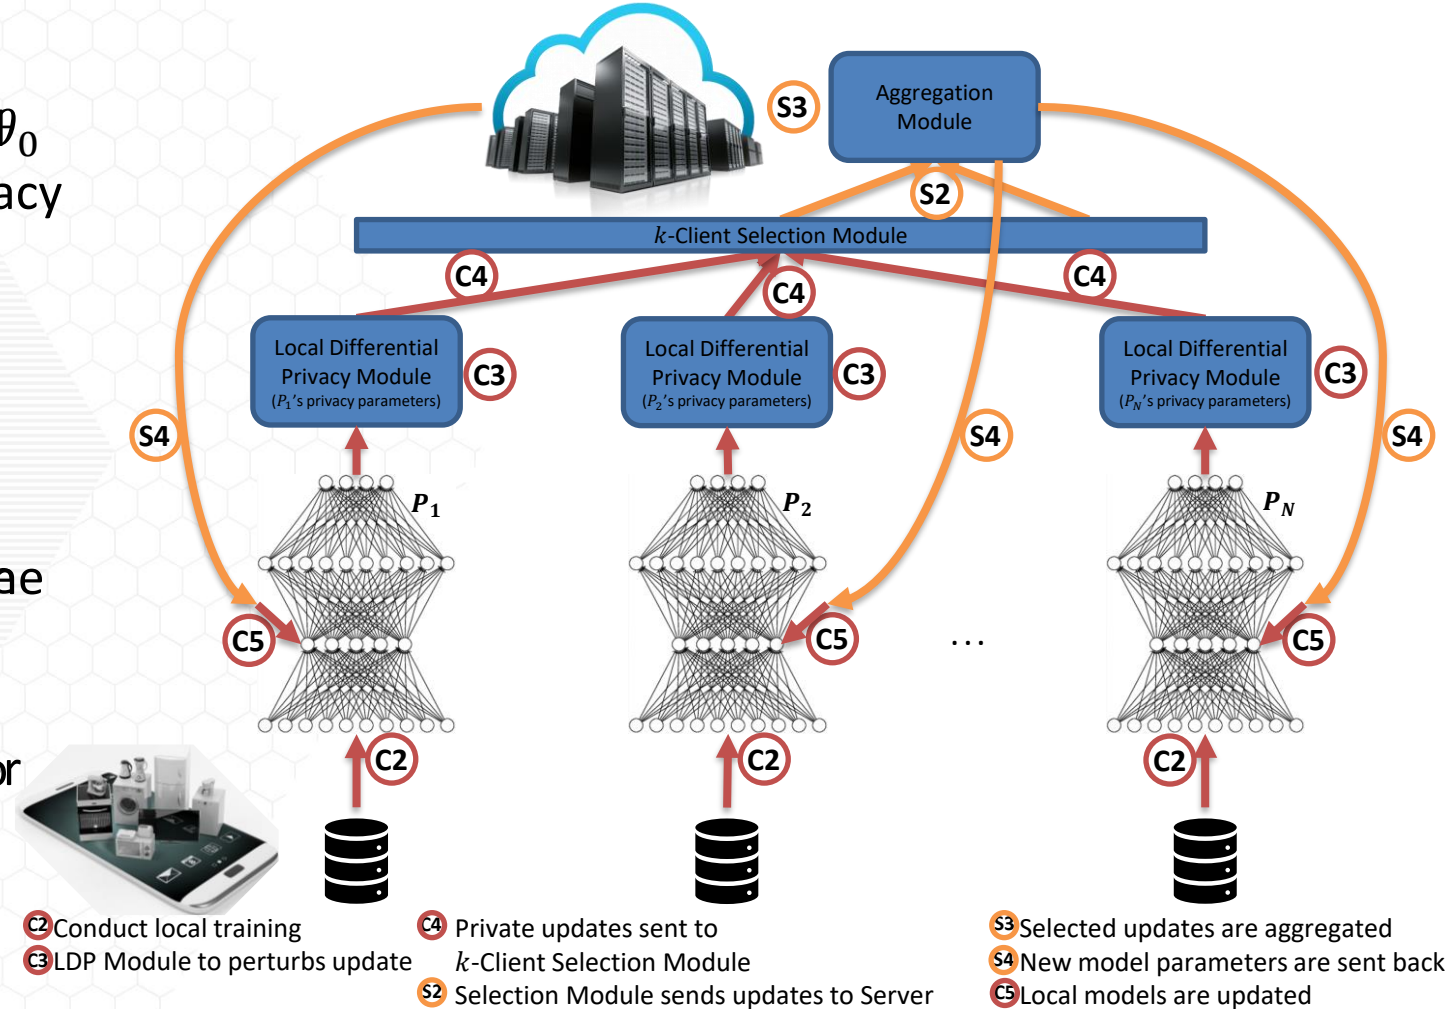 θ₀
acy
ae
or
S3
Aggregation
Module
S2
k-Client Selection Module
C4
C4
C4
Local Differential
Privacy Module
(P₁'s privacy parameters)
C3
Local Differential
Privacy Module
(P₂'s privacy parameters)
C3
Local Differential
Privacy Module
(P_N's privacy parameters)
C3
S4
S4
S4
P₁
P₂
P_N
C5
C5
...
C5
C2
C2
C2
C2 Conduct local training
C3 LDP Module to perturbs update
C4 Private updates sent to
k-Client Selection Module
S2 Selection Module sends updates to Server
S3 Selected updates are aggregated
S4 New model parameters are sent back
C5 Local models are updated